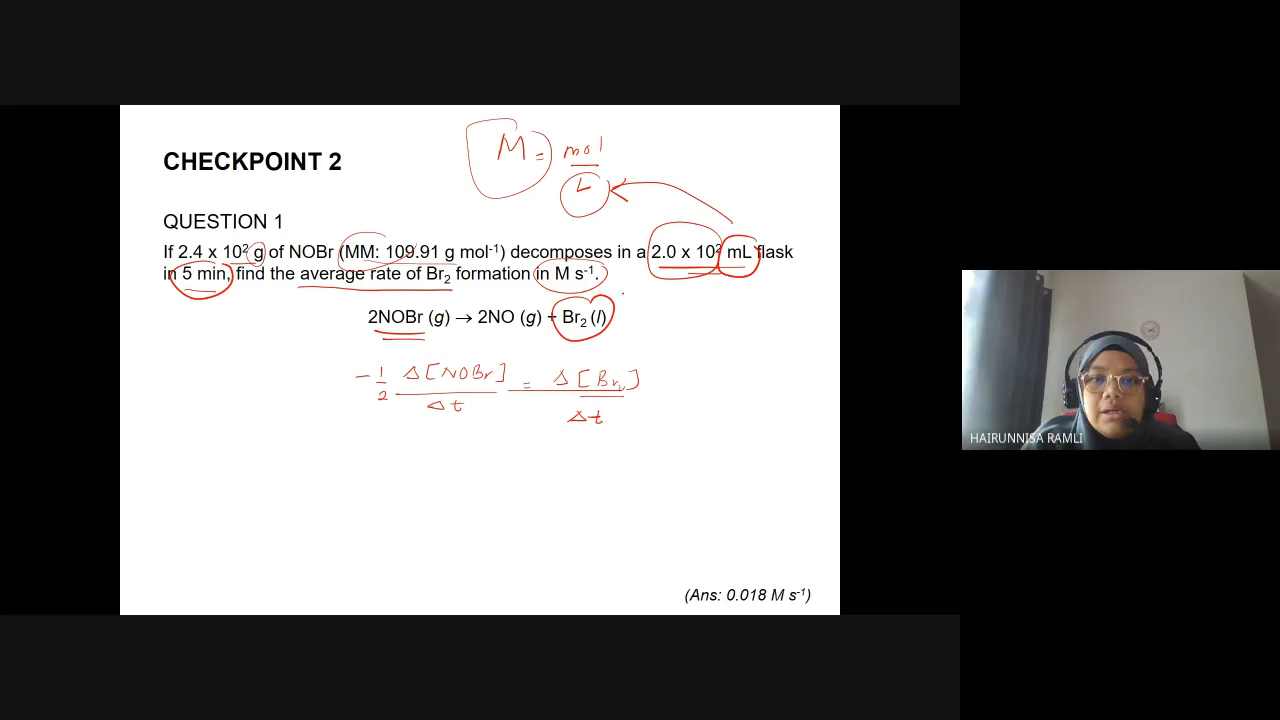 M = mol
L
CHECKPOINT 2
QUESTION 1
If 2.4 x 10² g of NOBr (MM: 109.91 g mol⁻¹) decomposes in a 2.0 x 10² mL flask
in 5 min, find the average rate of Br₂ formation in M s⁻¹.
2NOBr (g) → 2NO (g) + Br₂ (l)
- 1/2 Δ[NOBr] / Δt = Δ[Br₂] / Δt
(Ans: 0.018 M s⁻¹)
HAIRUNNISA RAMLI